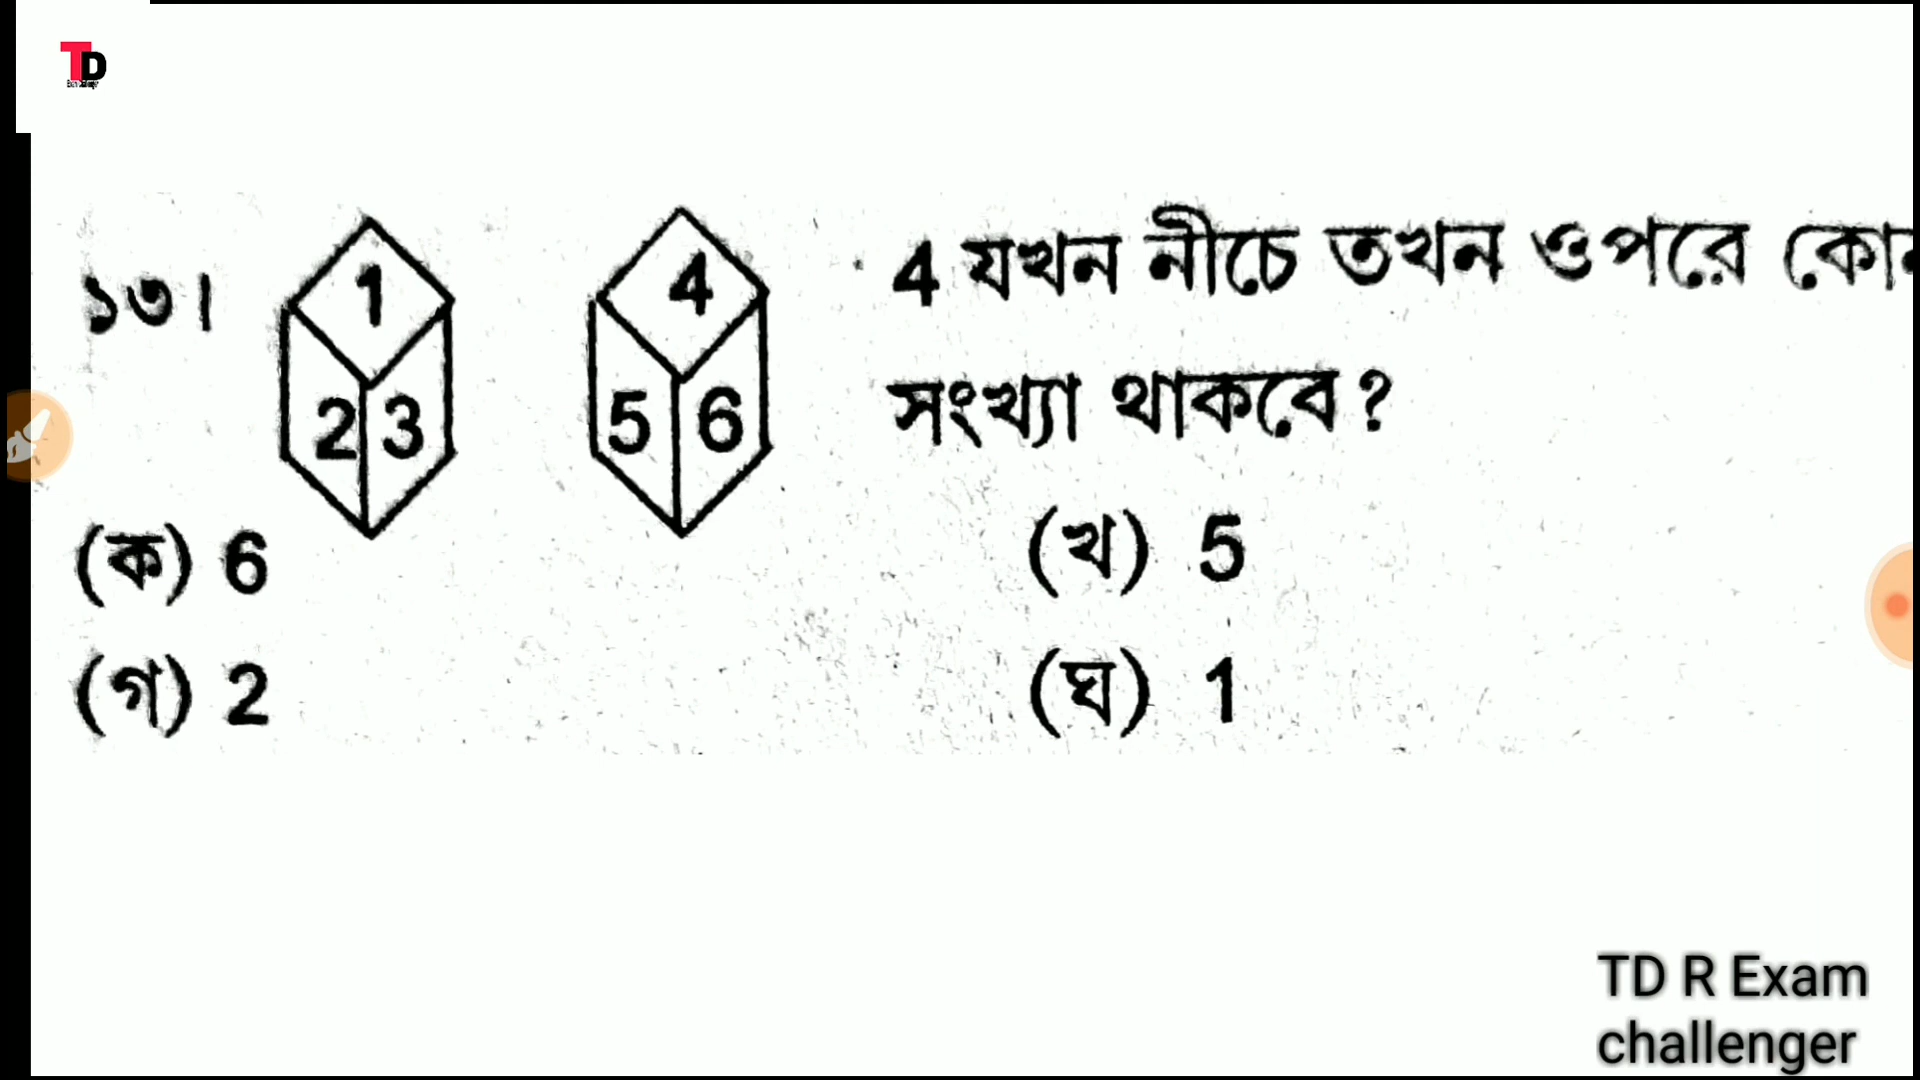 TD
১৩।
1
2 3
4
5 6
4 যখন নীচে তখন ওপরে কোন
সংখ্যা থাকবে?
(ক) 6
(খ) 5
(গ) 2
(ঘ) 1
TD R Exam
challenger